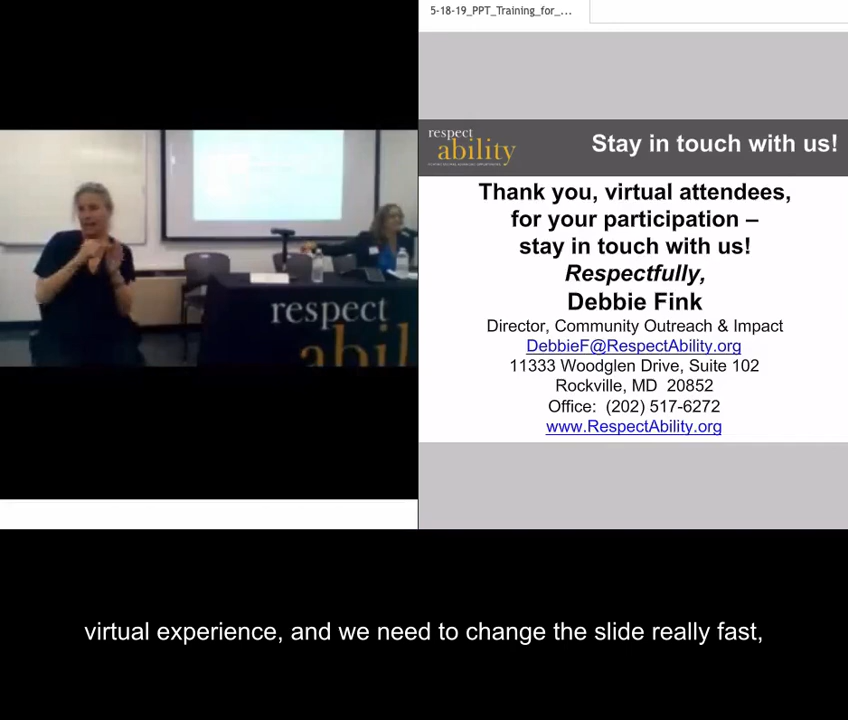 5-18-19_PPT_Training_for_...
respect
ability
Stay in touch with us!
Thank you, virtual attendees,
for your participation –
stay in touch with us!
Respectfully,
Debbie Fink
Director, Community Outreach & Impact
DebbieF@RespectAbility.org
11333 Woodglen Drive, Suite 102
Rockville, MD 20852
Office: (202) 517-6272
www.RespectAbility.org
respect
abil
virtual experience, and we need to change the slide really fast,